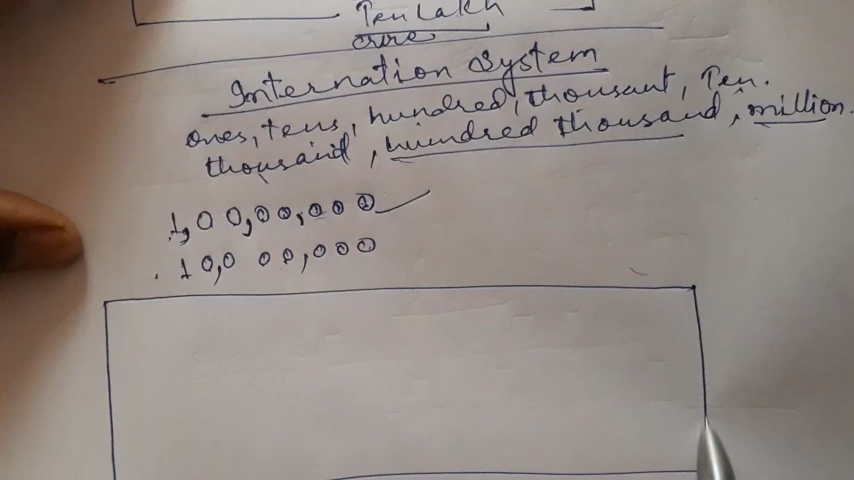 Ten Lakh
crore
Internation System
ones, tens, hundred, thousant, Ten.
thousand, hundred thousand, million.
1,00,00,000
10,000,000